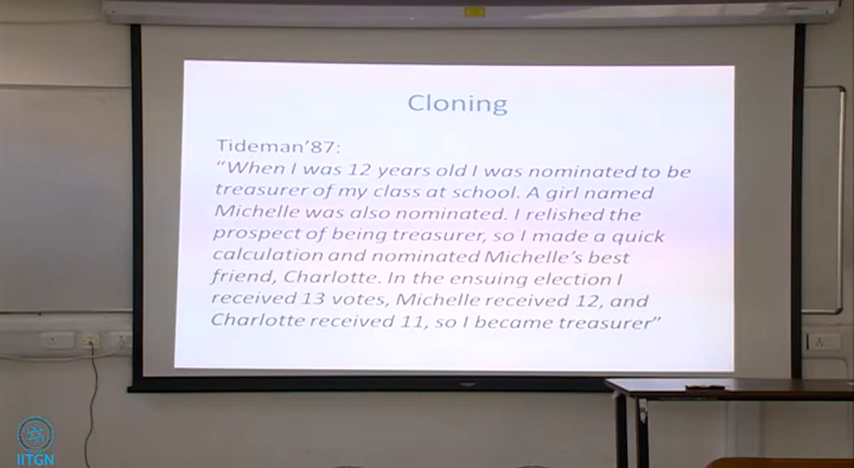 Cloning
Tideman'87:
"When I was 12 years old I was nominated to be
treasurer of my class at school. A girl named
Michelle was also nominated. I relished the
prospect of being treasurer, so I made a quick
calculation and nominated Michelle's best
friend, Charlotte. In the ensuing election I
received 13 votes, Michelle received 12, and
Charlotte received 11, so I became treasurer"
IITGN